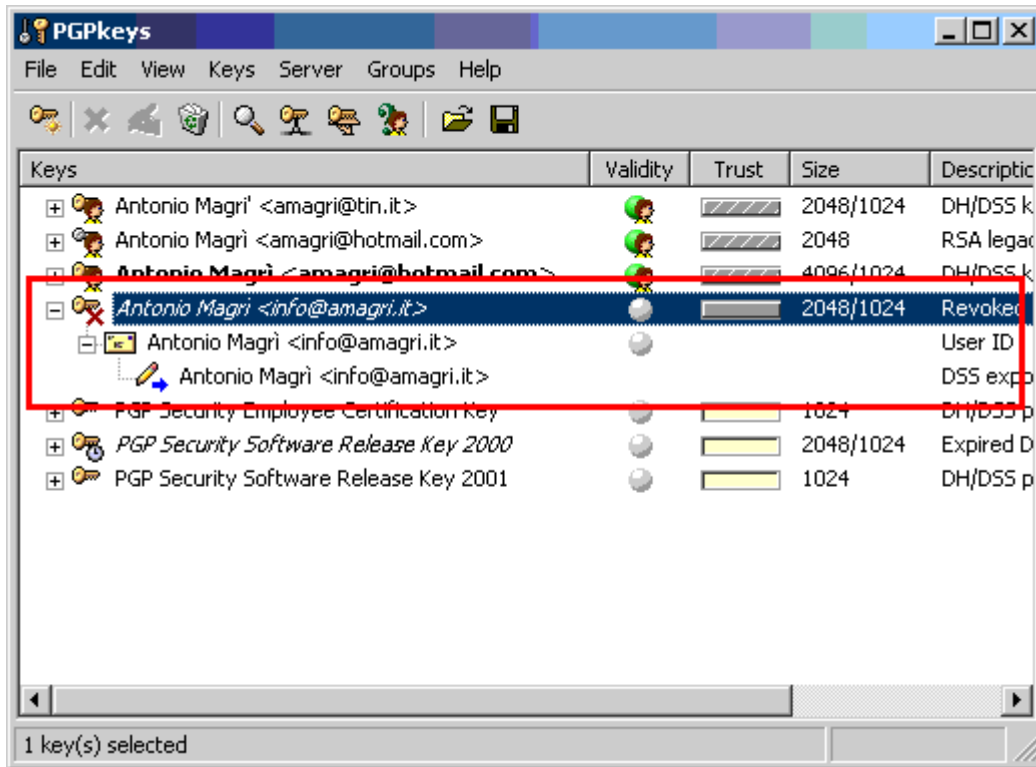 PGPkeys
File Edit View Keys Server Groups Help
Keys Validity Trust Size Descriptic
Antonio Magri' <amagri@tin.it> 2048/1024 DH/DSS k
Antonio Magrì <amagri@hotmail.com> 2048 RSA legac
Antonio Magrì <amagri@hotmail.com> 4096/1024 DH/DSS k
Antonio Magrì <info@amagri.it> 2048/1024 Revoked
Antonio Magrì <info@amagri.it> User ID
Antonio Magrì <info@amagri.it> DSS expo
PGP Security Employee Certification Key 1024 DH/DSS p
PGP Security Software Release Key 2000 2048/1024 Expired D
PGP Security Software Release Key 2001 1024 DH/DSS p
1 key(s) selected